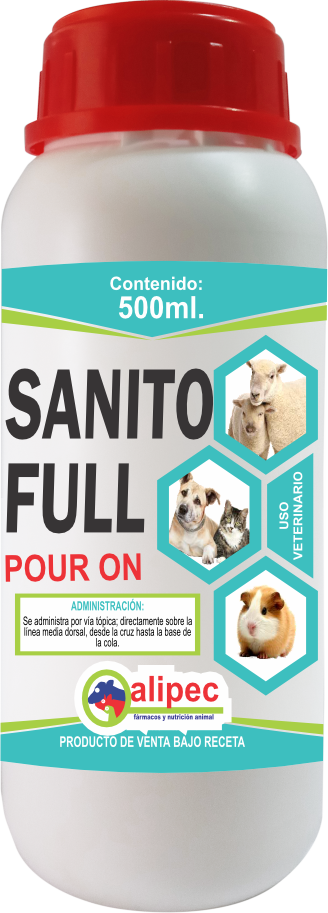 Contenido:
500ml.
SANITO
FULL
POUR ON
USO
VETERINARIO
ADMINISTRACIÓN:
Se administra por vía tópica; directamente sobre la
línea media dorsal, desde la cruz hasta la base de
la cola.
alipec
fármacos y nutrición animal
PRODUCTO DE VENTA BAJO RECETA